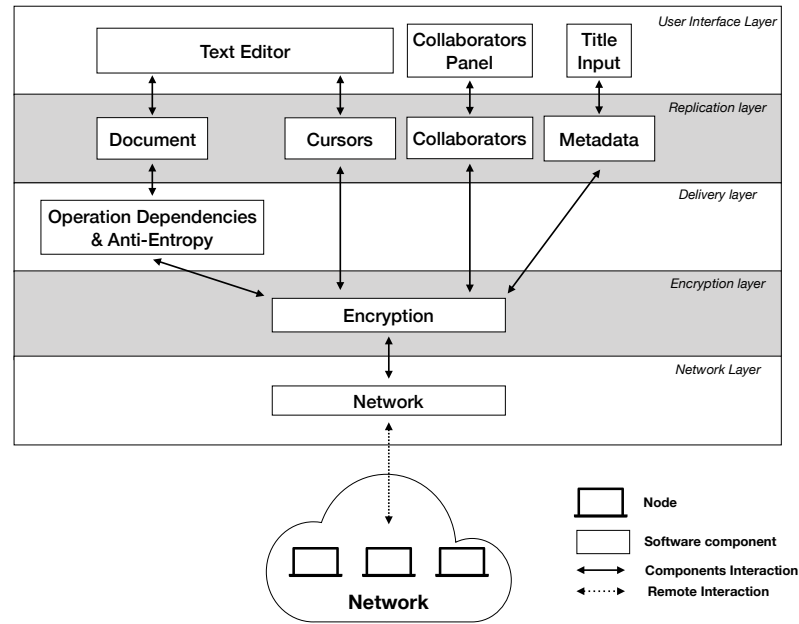 User Interface Layer
Text Editor
Collaborators
Panel
Title
Input
Replication layer
Document
Cursors
Collaborators
Metadata
Delivery layer
Operation Dependencies
& Anti-Entropy
Encryption layer
Encryption
Network Layer
Network
Node
Software component
Components Interaction
Remote Interaction
Network